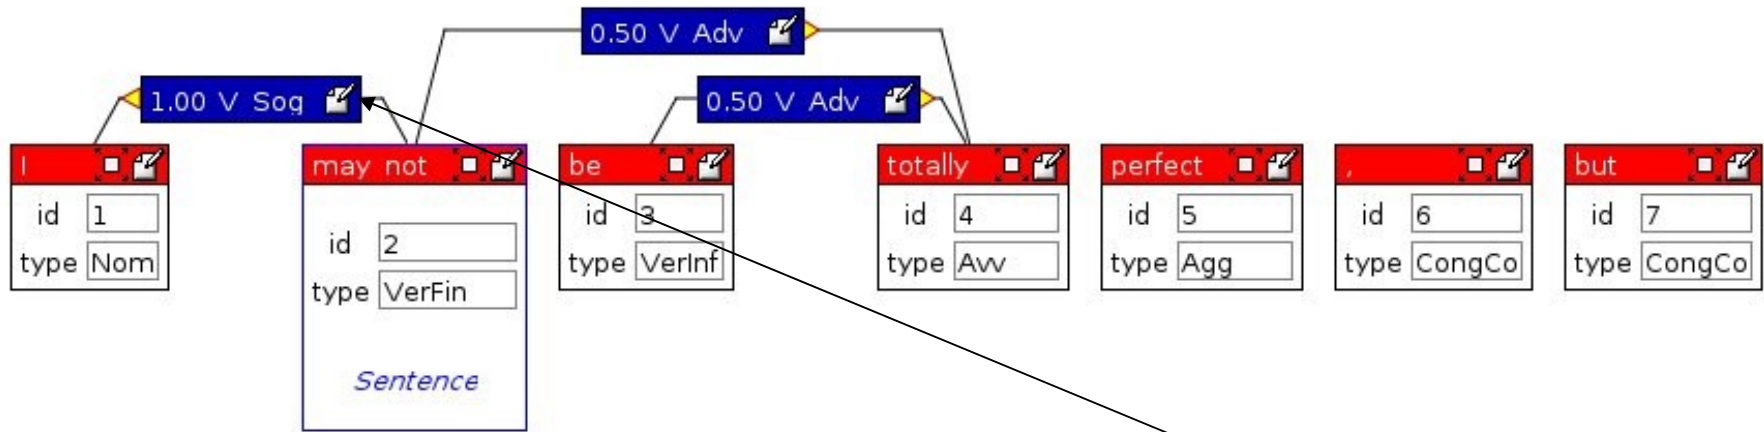 0.50 V Adv
1.00 V Sog
0.50 V Adv
I
may not
be
totally
perfect
,
but
id 1
id 2
id 3
id 4
id 5
id 6
id 7
type Nom
type VerFin
type VerInf
type Avv
type Agg
type CongCo
type CongCo
Sentence